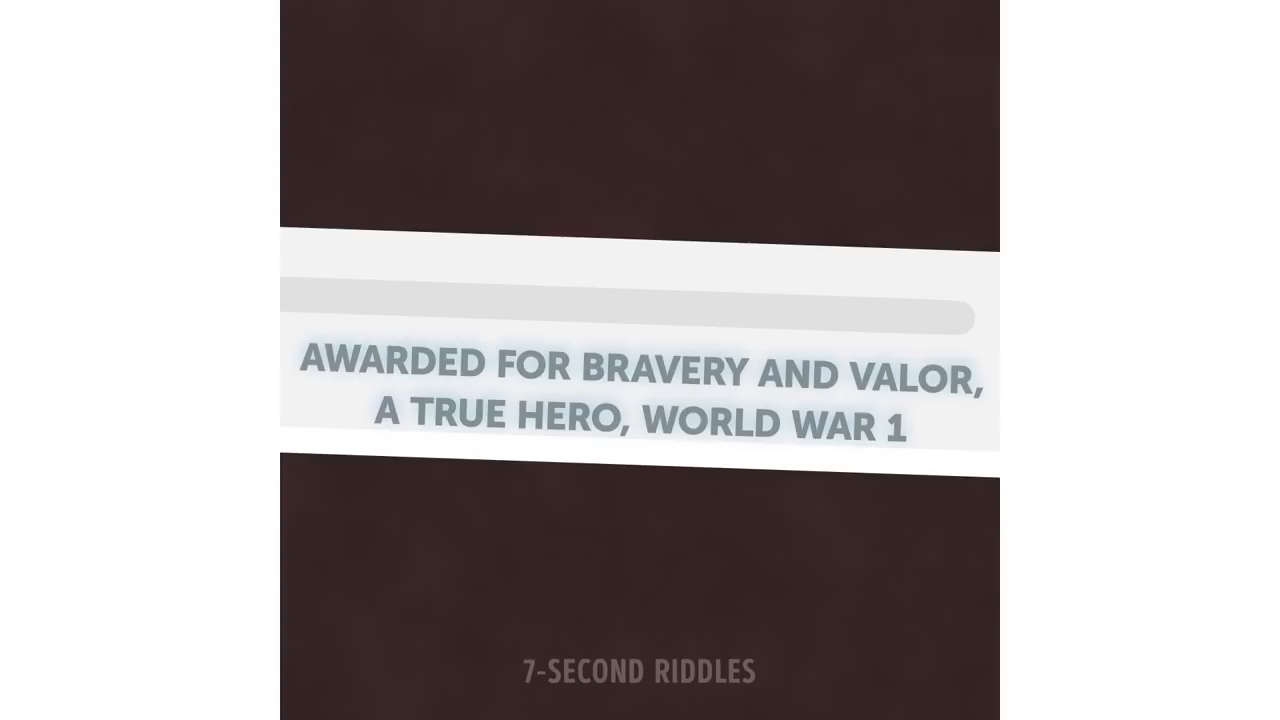 AWARDED FOR BRAVERY AND VALOR,
A TRUE HERO, WORLD WAR 1
7-SECOND RIDDLES